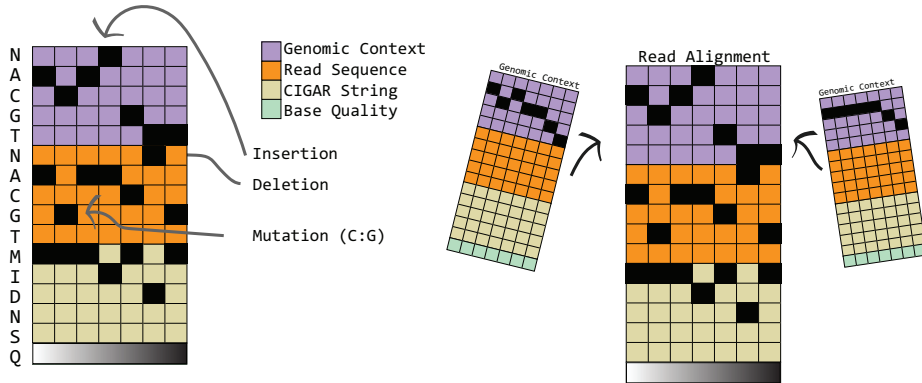 N
A
C
G
T
N
A
C
G
T
M
I
D
N
S
Q
Genomic Context
Read Sequence
CIGAR String
Base Quality
Insertion
Deletion
Mutation (C:G)
Genomic Context
Read Alignment
Genomic Context